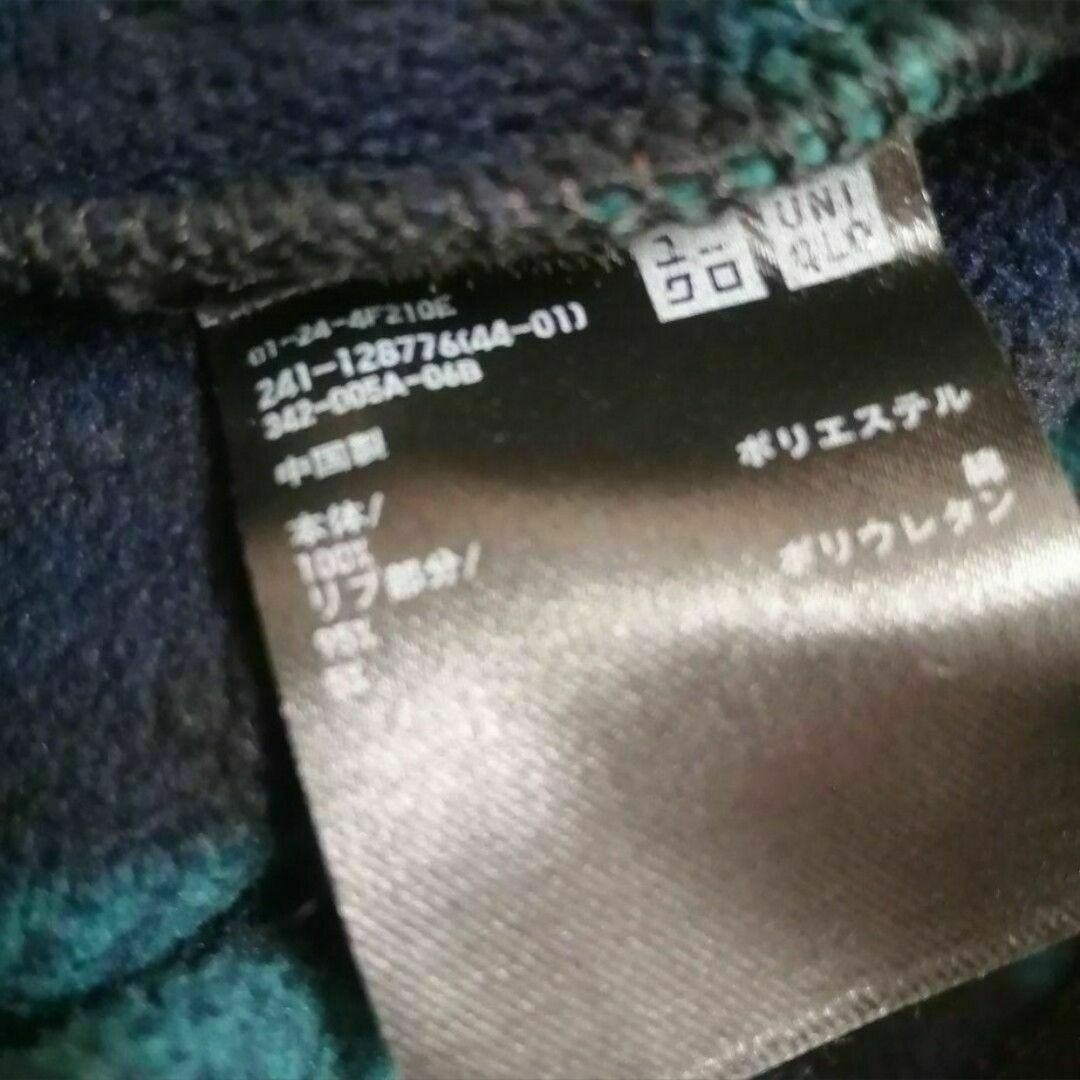 ユニ
クロ
UNI
QLO
01-24-4F210E
241-128776(44-01)
342-005A-06B
中国製
本体/ ポリエステル
100%
リブ部分/ 綿
ポリウレタン